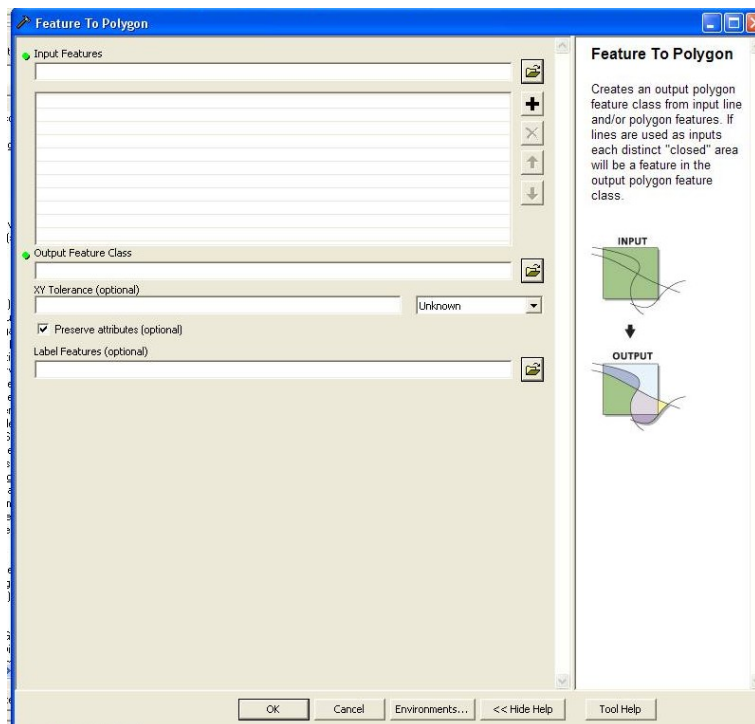 Feature To Polygon
Input Features
Output Feature Class
XY Tolerance (optional)
Unknown
Preserve attributes (optional)
Label Features (optional)
OK
Cancel
Environments...
<< Hide Help
Tool Help
Feature To Polygon
Creates an output polygon
feature class from input line
and/or polygon features. If
lines are used as inputs
each distinct "closed" area
will be a feature in the
output polygon feature
class.
INPUT
OUTPUT